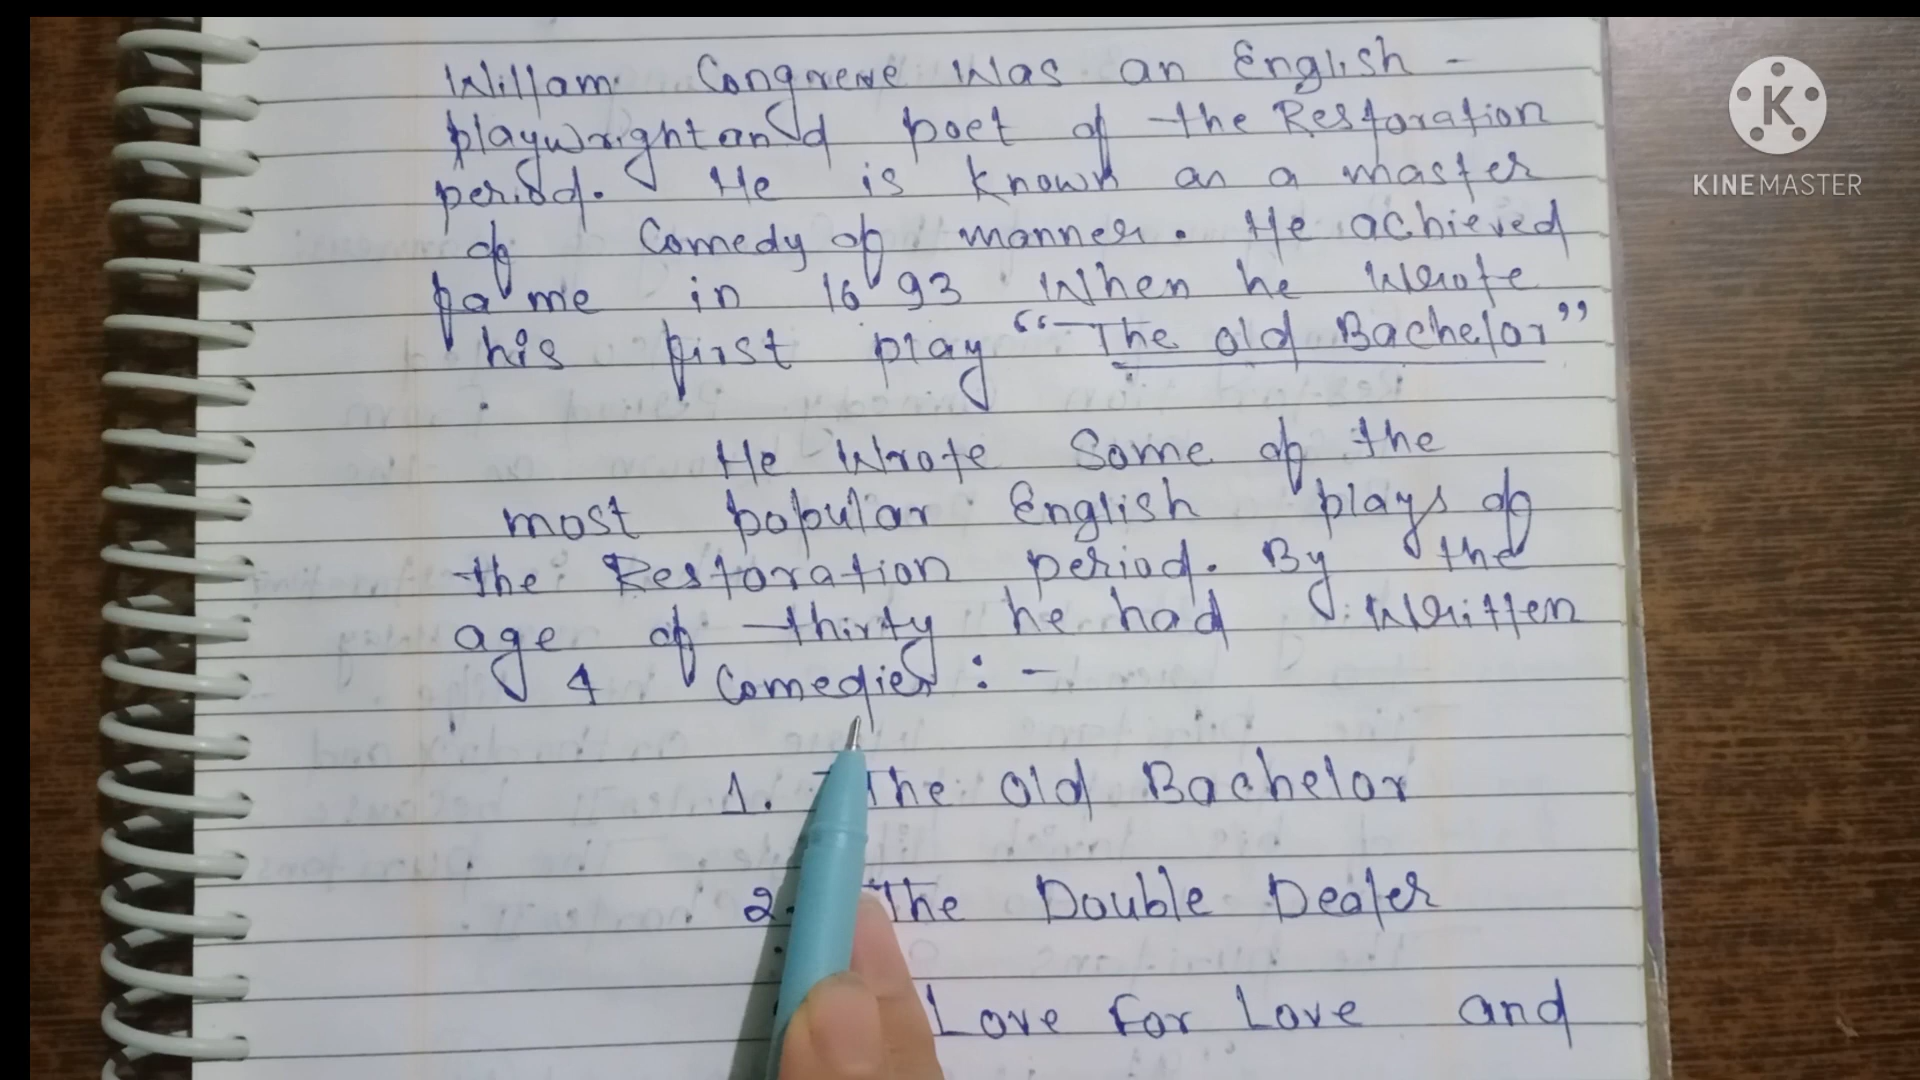 Willam Congreve was an English -
playwright and poet of the Restoration
period. He is known as a master
of Comedy of manner. He achieved
fame in 1693 When he wrote
his first play "The old Bachelor"
He wrote Some of the
most popular English plays of
the Restoration period. By the
age of thirty he had written
4 Comedies : -
1. The old Bachelor
2. The Double Dealer
Love For Love and
K
KINEMASTER